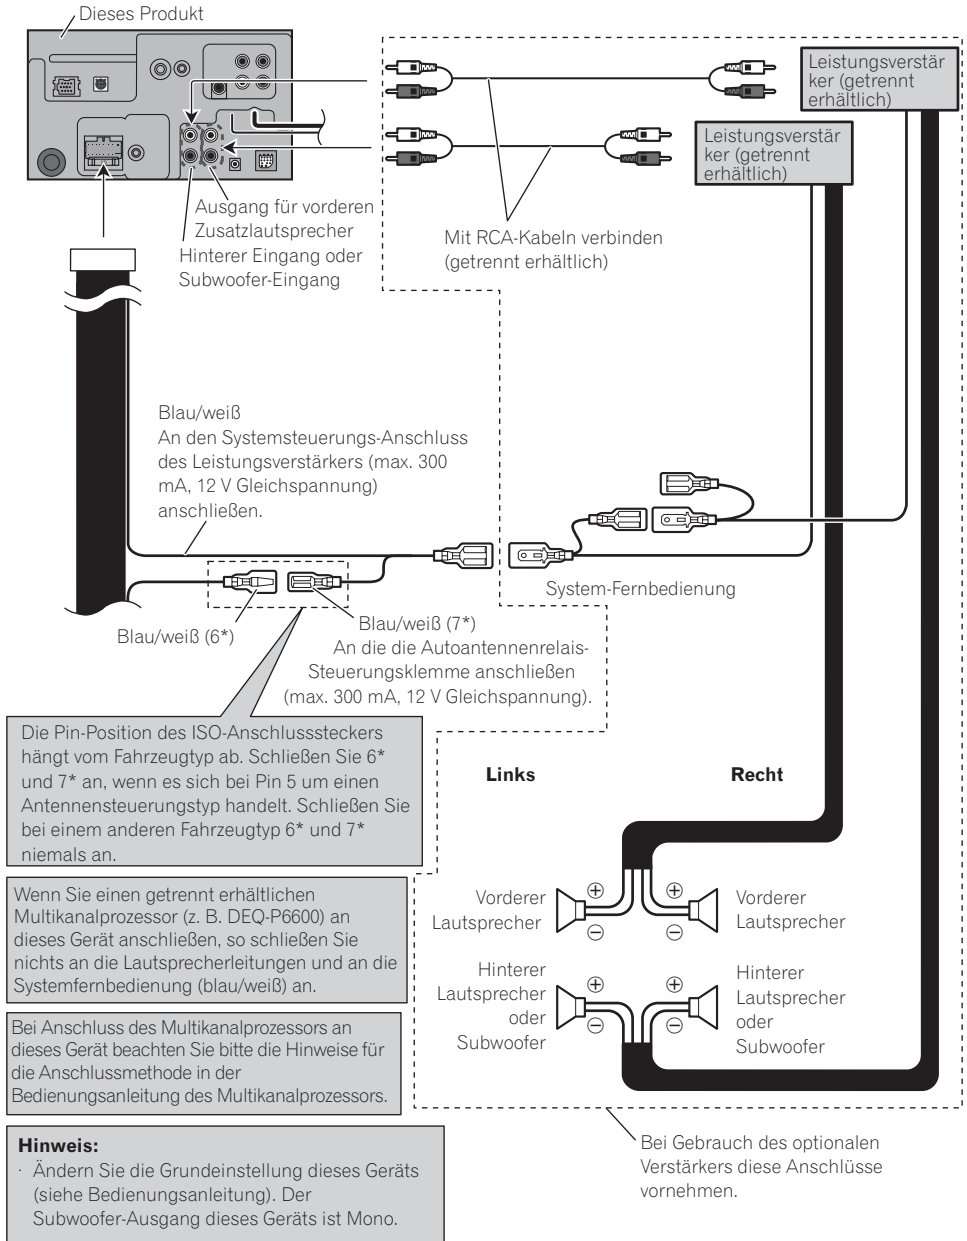 Dieses Produkt
Leistungsverstär
ker (getrennt
erhältlich)
Leistungsverstär
ker (getrennt
erhältlich)
Ausgang für vorderen
Zusatzlautsprecher
Hinterer Eingang oder
Subwoofer-Eingang
Mit RCA-Kabeln verbinden
(getrennt erhältlich)
Blau/weiß
An den Systemsteuerungs-Anschluss
des Leistungsverstärkers (max. 300
mA, 12 V Gleichspannung)
anschließen.
System-Fernbedienung
Blau/weiß (6*)
Blau/weiß (7*)
An die die Autoantennenrelais-
Steuerungsklemme anschließen
(max. 300 mA, 12 V Gleichspannung).
Die Pin-Position des ISO-Anschlusssteckers
hängt vom Fahrzeugtyp ab. Schließen Sie 6*
und 7* an, wenn es sich bei Pin 5 um einen
Antennensteuerungstyp handelt. Schließen Sie
bei einem anderen Fahrzeugtyp 6* und 7*
niemals an.
Links
Recht
Wenn Sie einen getrennt erhältlichen
Multikanalprozessor (z. B. DEQ-P6600) an
dieses Gerät anschließen, so schließen Sie
nichts an die Lautsprecherleitungen und an die
Systemfernbedienung (blau/weiß) an.
Vorderer
Lautsprecher
+
−
+
−
Vorderer
Lautsprecher
Hinterer
Lautsprecher
oder
Subwoofer
+
−
+
−
Hinterer
Lautsprecher
oder
Subwoofer
Bei Anschluss des Multikanalprozessors an
dieses Gerät beachten Sie bitte die Hinweise für
die Anschlussmethode in der
Bedienungsanleitung des Multikanalprozessors.
Hinweis:
· Ändern Sie die Grundeinstellung dieses Geräts
(siehe Bedienungsanleitung). Der
Subwoofer-Ausgang dieses Geräts ist Mono.
Bei Gebrauch des optionalen
Verstärkers diese Anschlüsse
vornehmen.